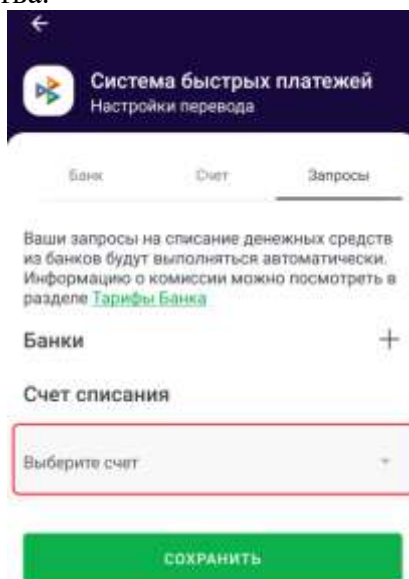 тва.
Система быстрых платежей
Настройки перевода
Банк Счет Запросы
Ваши запросы на списание денежных средств
из банков будут выполняться автоматически.
Информацию о комиссии можно посмотреть в
разделе Тарифы Банка
Банки
Счет списания
Выберите счет
СОХРАНИТЬ